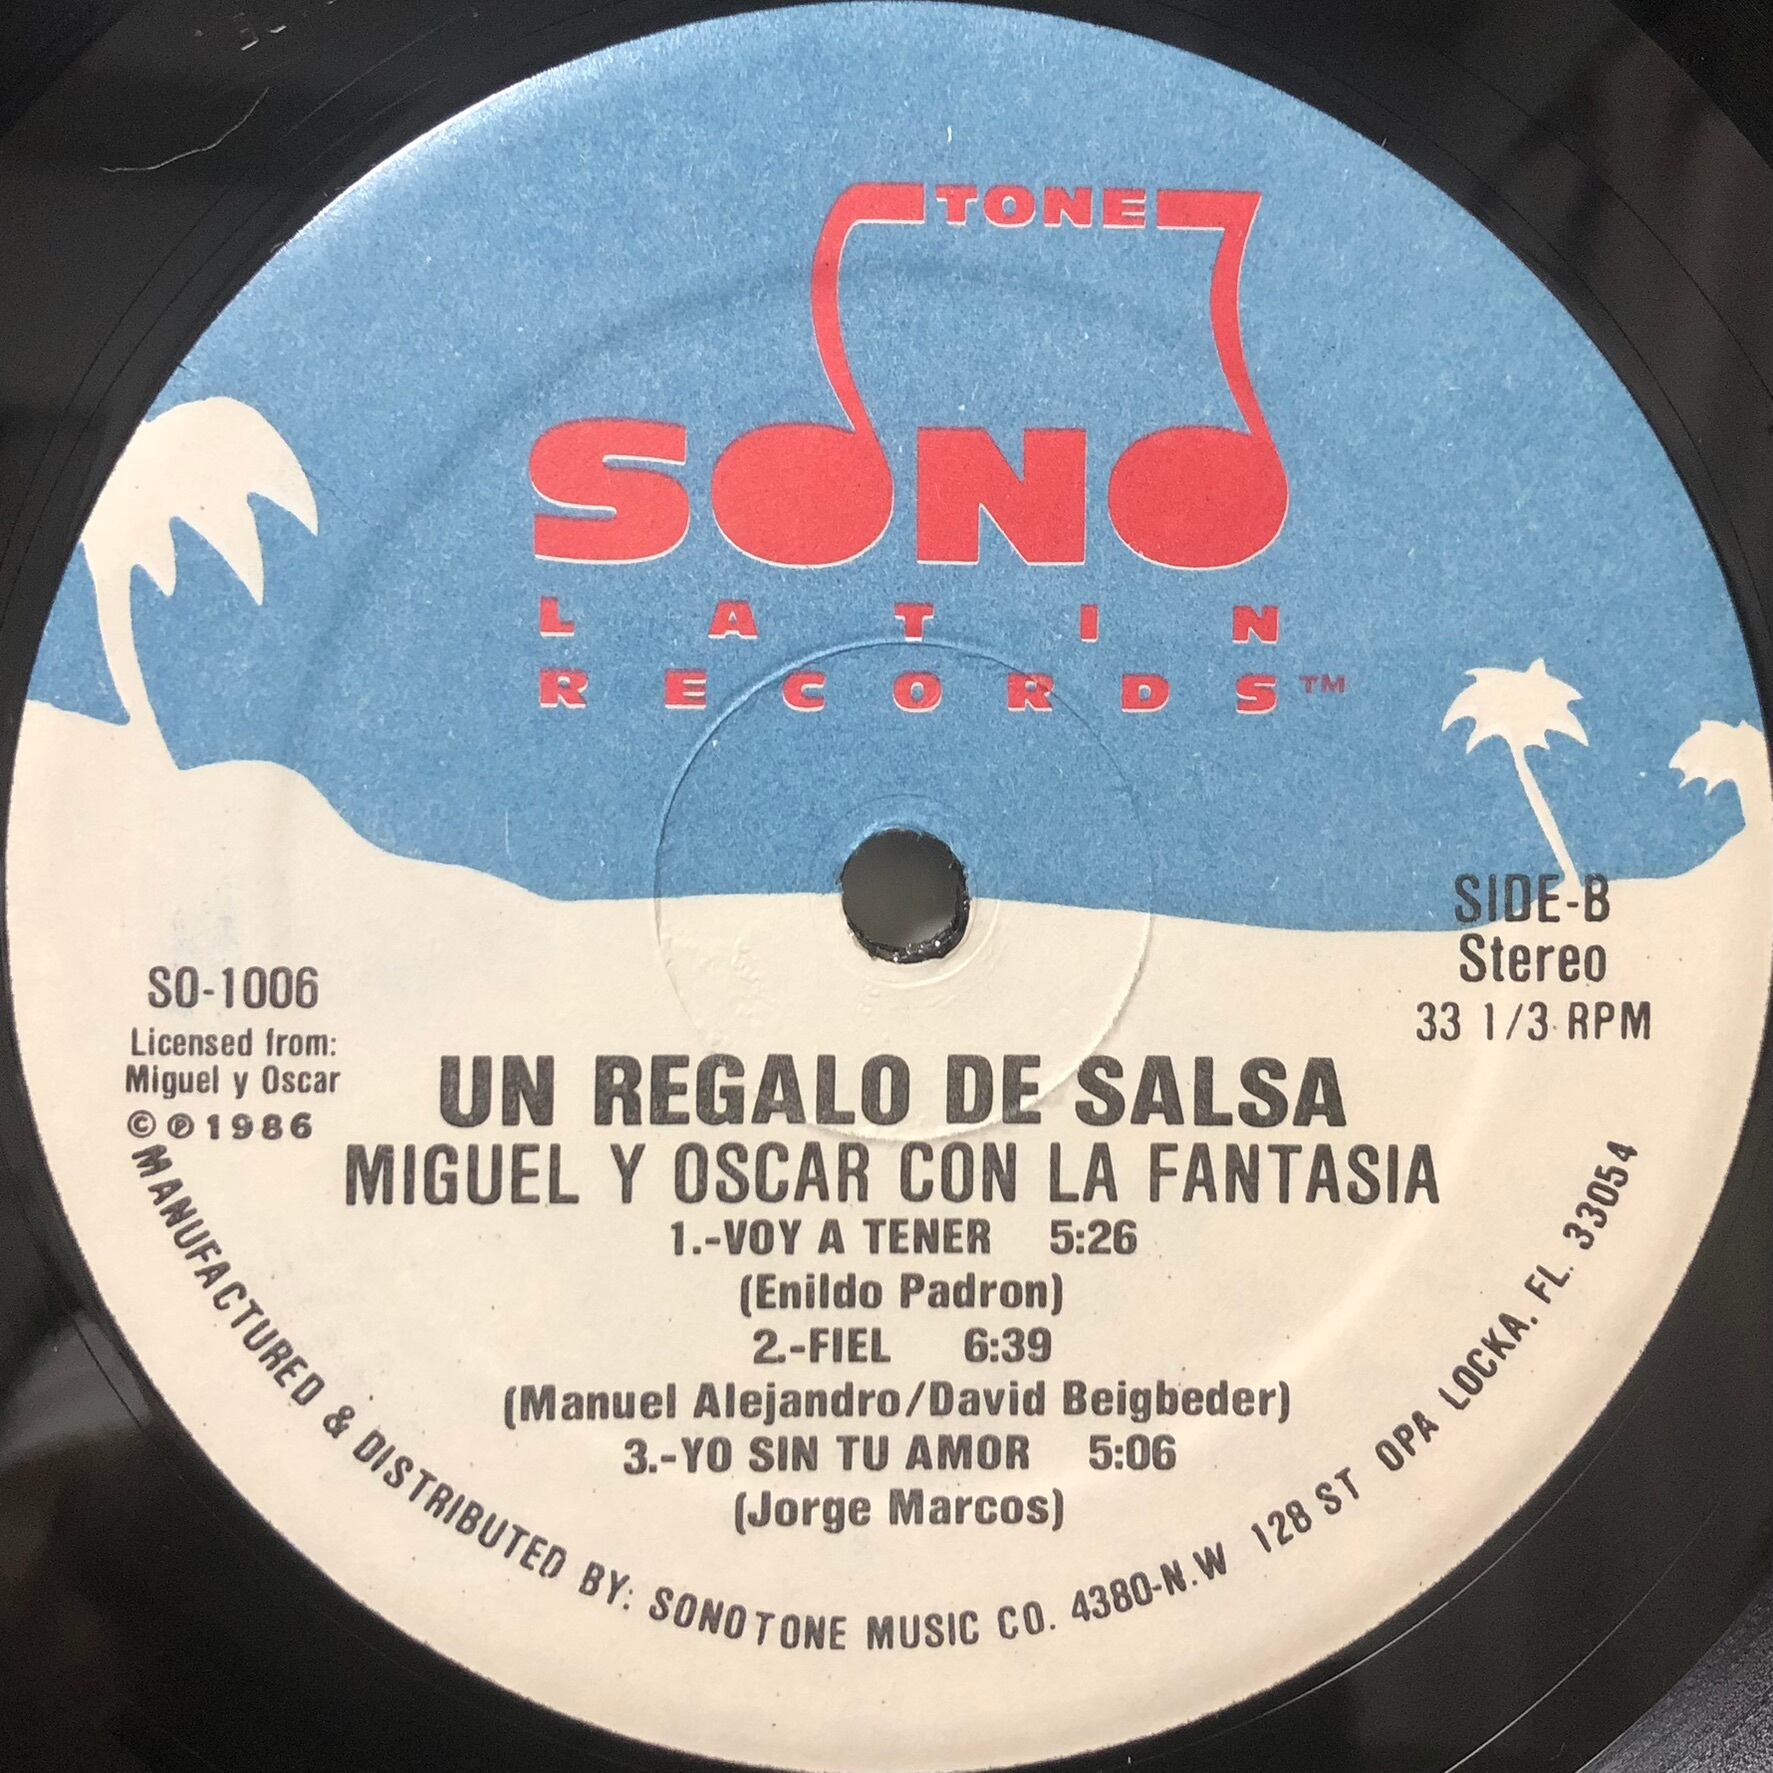 TONE
SONO
LATIN
RECORDS™
SIDE-B
Stereo
33 1/3 RPM
SO-1006
Licensed from:
Miguel y Oscar
© ℗ 1986
UN REGALO DE SALSA
MIGUEL Y OSCAR CON LA FANTASIA
1.-VOY A TENER 5:26
(Enildo Padron)
2.-FIEL 6:39
(Manuel Alejandro/David Beigbeder)
3.-YO SIN TU AMOR 5:06
(Jorge Marcos)
MANUFACTURED & DISTRIBUTED BY: SONOTONE MUSIC CO. 4380-N.W 128 ST OPA LOCKA. FL. 33054